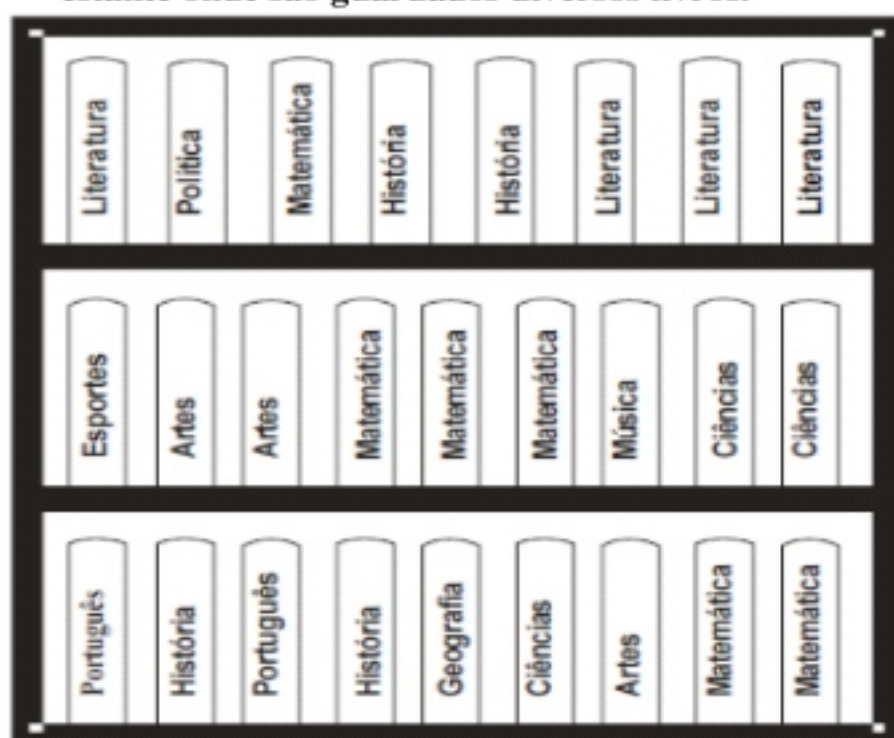 Literatura
Política
Matemática
História
História
Literatura
Literatura
Literatura
Esportes
Artes
Artes
Matemática
Matemática
Matemática
Música
Ciências
Ciências
Português
História
Português
História
Geografia
Ciências
Artes
Matemática
Matemática